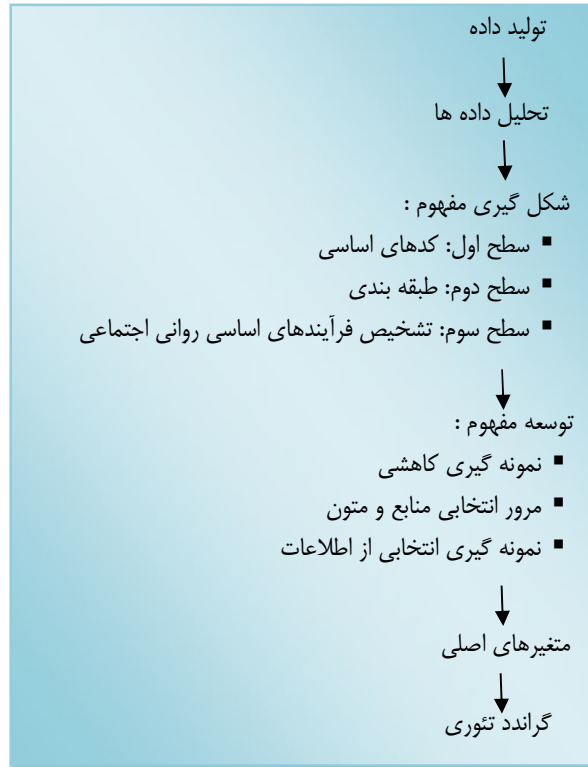 تولید داده
تحلیل داده ها
شکل گیری مفهوم :
▪ سطح اول: کدهای اساسی
▪ سطح دوم: طبقه بندی
▪ سطح سوم: تشخیص فرآیندهای اساسی روانی اجتماعی
توسعه مفهوم :
▪ نمونه گیری کاهشی
▪ مرور انتخابی منابع و متون
▪ نمونه گیری انتخابی از اطلاعات
متغیرهای اصلی
گراندد تئوری